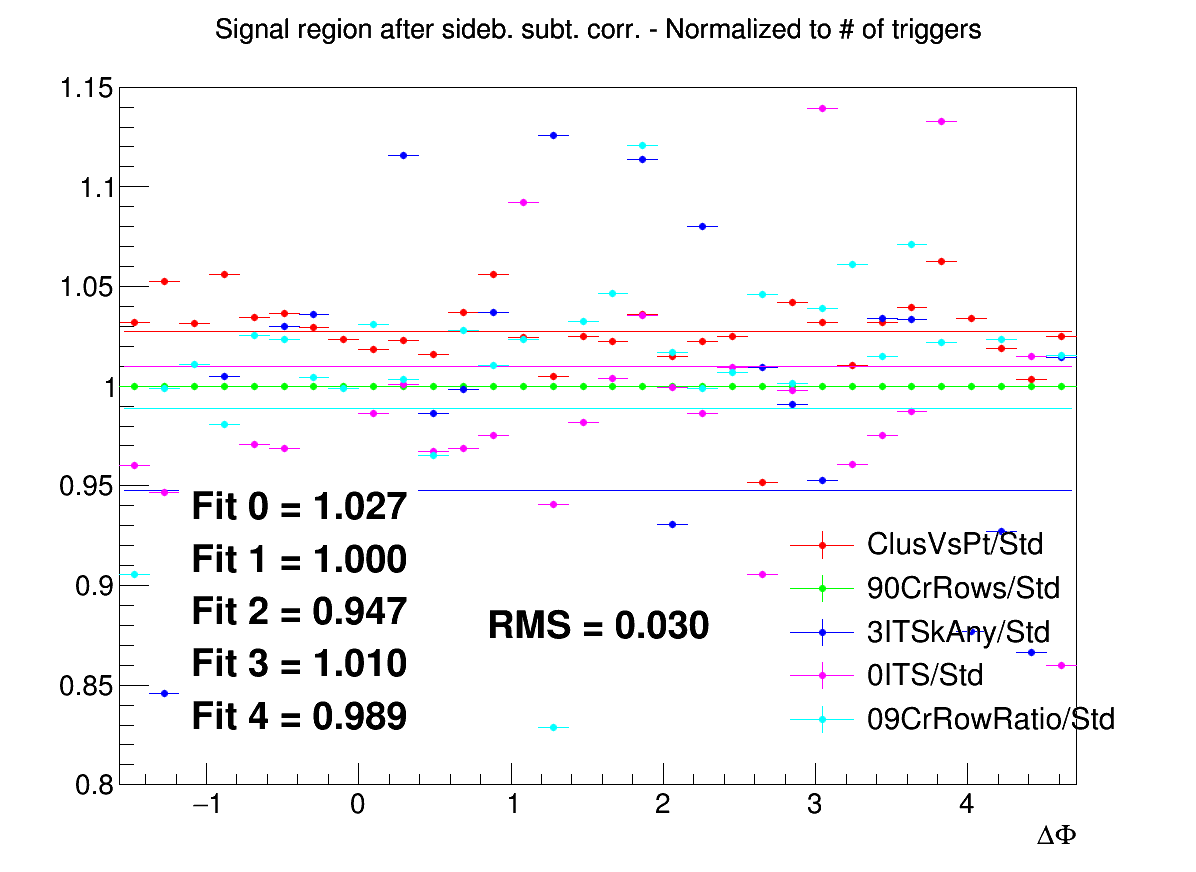 Signal region after sideb. subt. corr. - Normalized to # of triggers
1.15
1.1
1.05
1
0.95
0.9
0.85
0.8
Fit 0 = 1.027
Fit 1 = 1.000
Fit 2 = 0.947
Fit 3 = 1.010
Fit 4 = 0.989
RMS = 0.030
ClusVsPt/Std
90CrRows/Std
3ITSkAny/Std
0ITS/Std
09CrRowRatio/Std
−1 0 1 2 3 4
ΔΦ